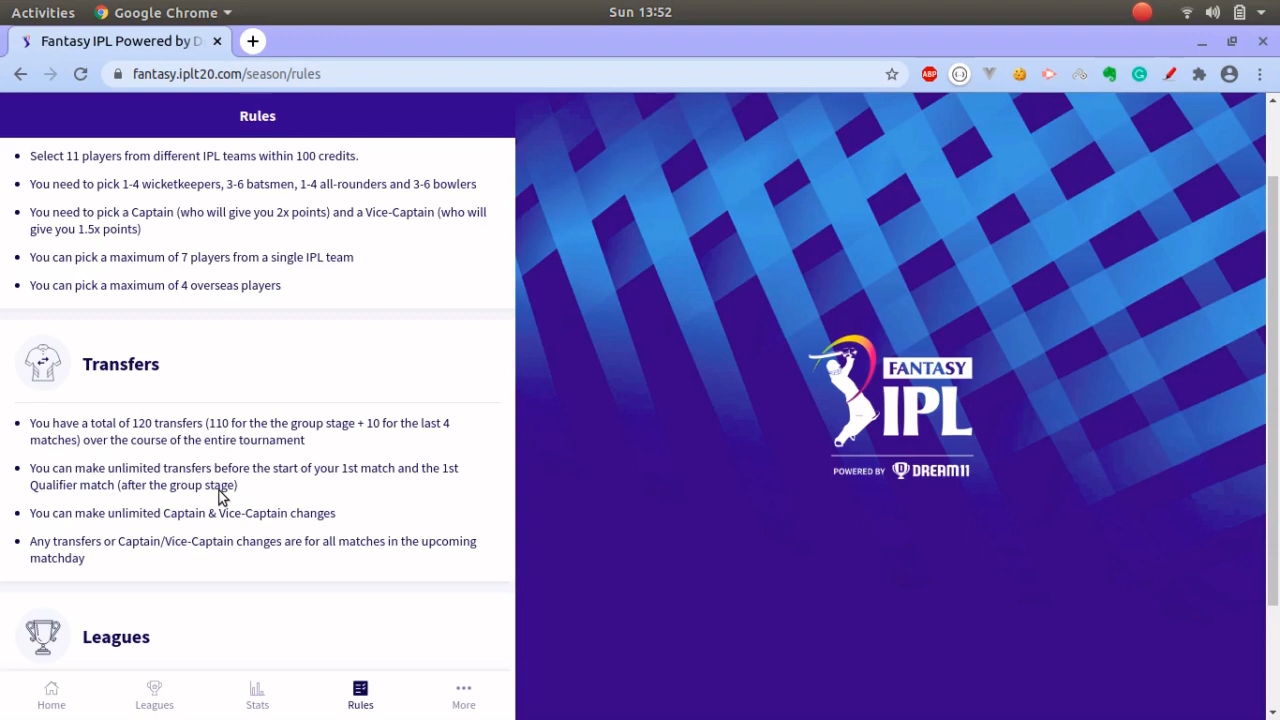 Activities
Google Chrome
Sun 13:52
Fantasy IPL Powered by D
fantasy.iplt20.com/season/rules
ABP
Rules
Select 11 players from different IPL teams within 100 credits.
You need to pick 1-4 wicketkeepers, 3-6 batsmen, 1-4 all-rounders and 3-6 bowlers
You need to pick a Captain (who will give you 2x points) and a Vice-Captain (who will
give you 1.5x points)
You can pick a maximum of 7 players from a single IPL team
You can pick a maximum of 4 overseas players
Transfers
You have a total of 120 transfers (110 for the the group stage + 10 for the last 4
matches) over the course of the entire tournament
You can make unlimited transfers before the start of your 1st match and the 1st
Qualifier match (after the group stage)
You can make unlimited Captain & Vice-Captain changes
Any transfers or Captain/Vice-Captain changes are for all matches in the upcoming
matchday
Leagues
Home
Leagues
Stats
Rules
More
FANTASY
IPL
POWERED BY DREAM11